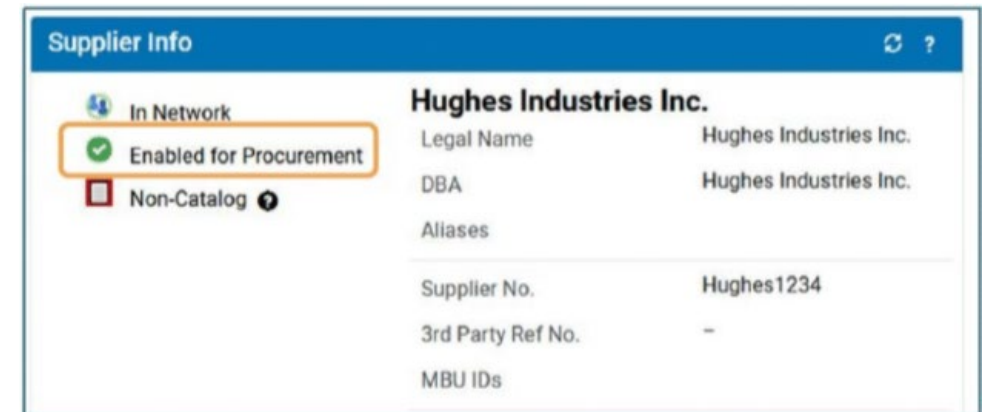 Supplier Info ?
In Network
Enabled for Procurement
Non-Catalog ?
Hughes Industries Inc.
Legal Name Hughes Industries Inc.
DBA Hughes Industries Inc.
Aliases
Supplier No. Hughes1234
3rd Party Ref No. –
MBU IDs